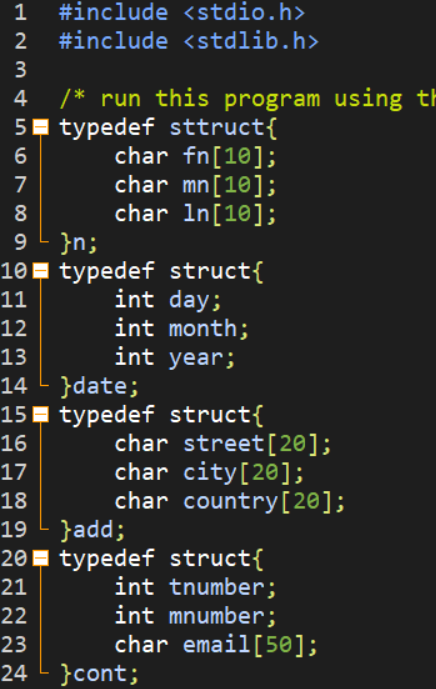 1 #include <stdio.h>
2 #include <stdlib.h>
3
4 /* run this program using th
5 typedef sttruct{
6 char fn[10];
7 char mn[10];
8 char ln[10];
9 }n;
10 typedef struct{
11 int day;
12 int month;
13 int year;
14 }date;
15 typedef struct{
16 char street[20];
17 char city[20];
18 char country[20];
19 }add;
20 typedef struct{
21 int tnumber;
22 int mnumber;
23 char email[50];
24 }cont;